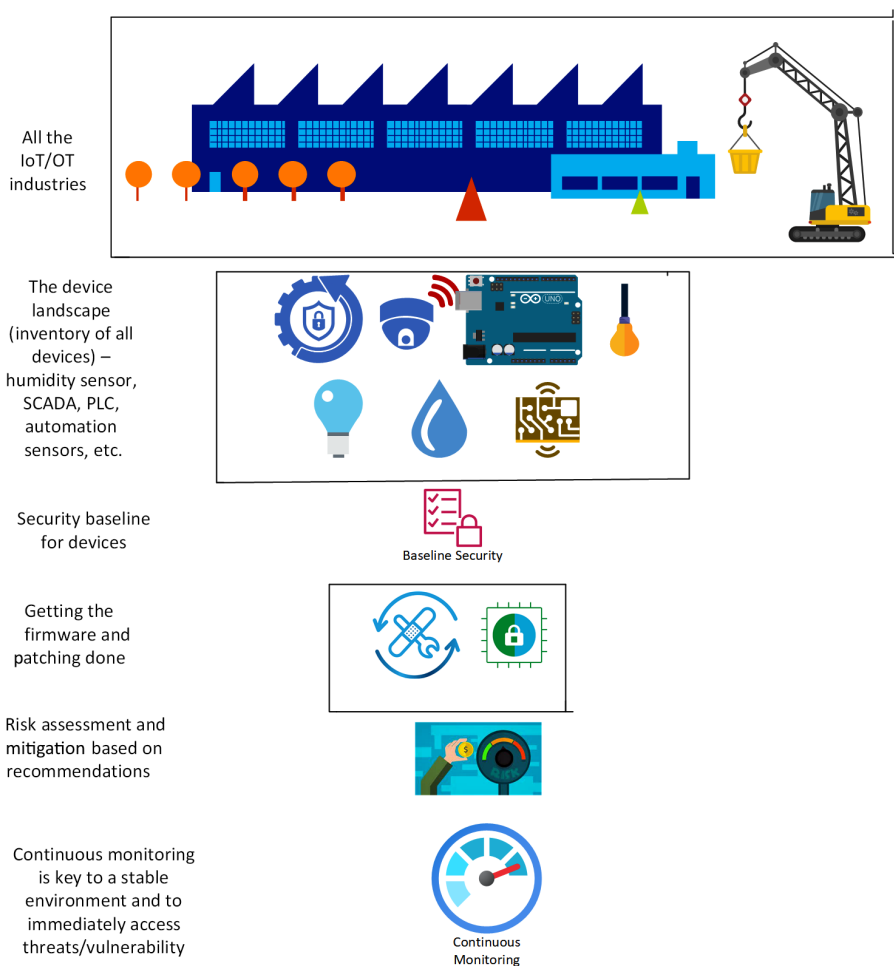 All the
IoT/OT
industries
The device
landscape
(inventory of all
devices) –
humidity sensor,
SCADA, PLC,
automation
sensors, etc.
UNO
Security baseline
for devices
Baseline Security
Getting the
firmware and
patching done
Risk assessment and
mitigation based on
recommendations
$
RISK
Continuous monitoring
is key to a stable
environment and to
immediately access
threats/vulnerability
Continuous
Monitoring